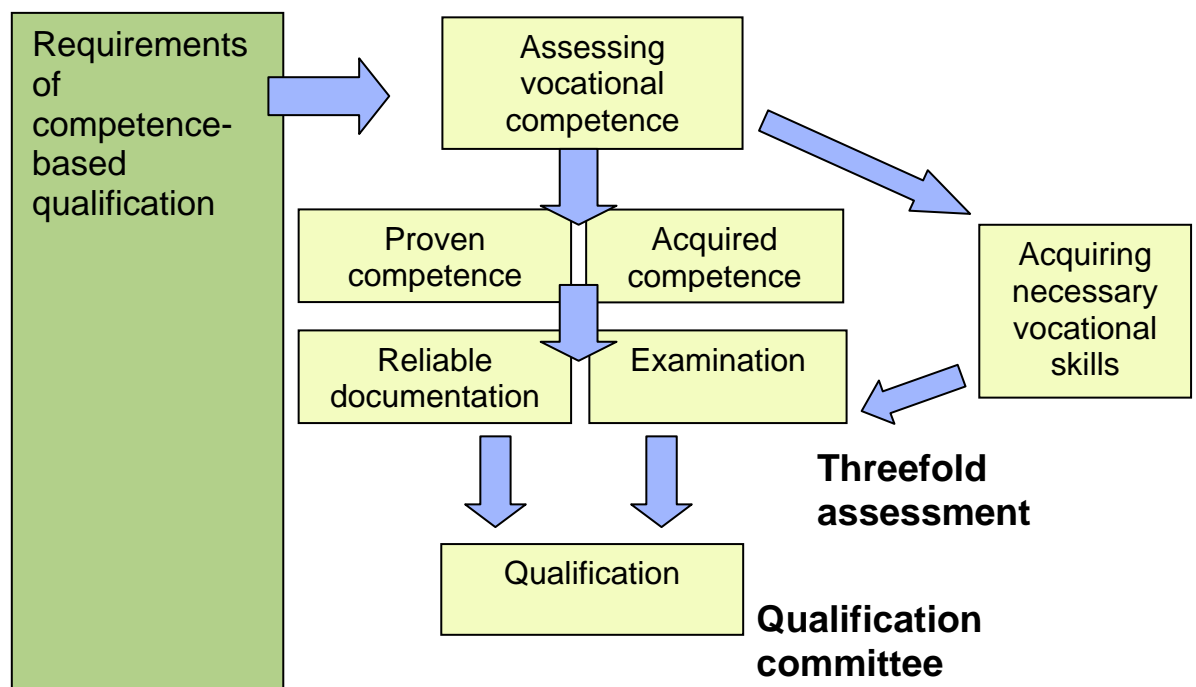 Requirements
of
competence-
based
qualification
Assessing
vocational
competence
Proven
competence
Acquired
competence
Acquiring
necessary
vocational
skills
Reliable
documentation
Examination
Threefold
assessment
Qualification
Qualification
committee